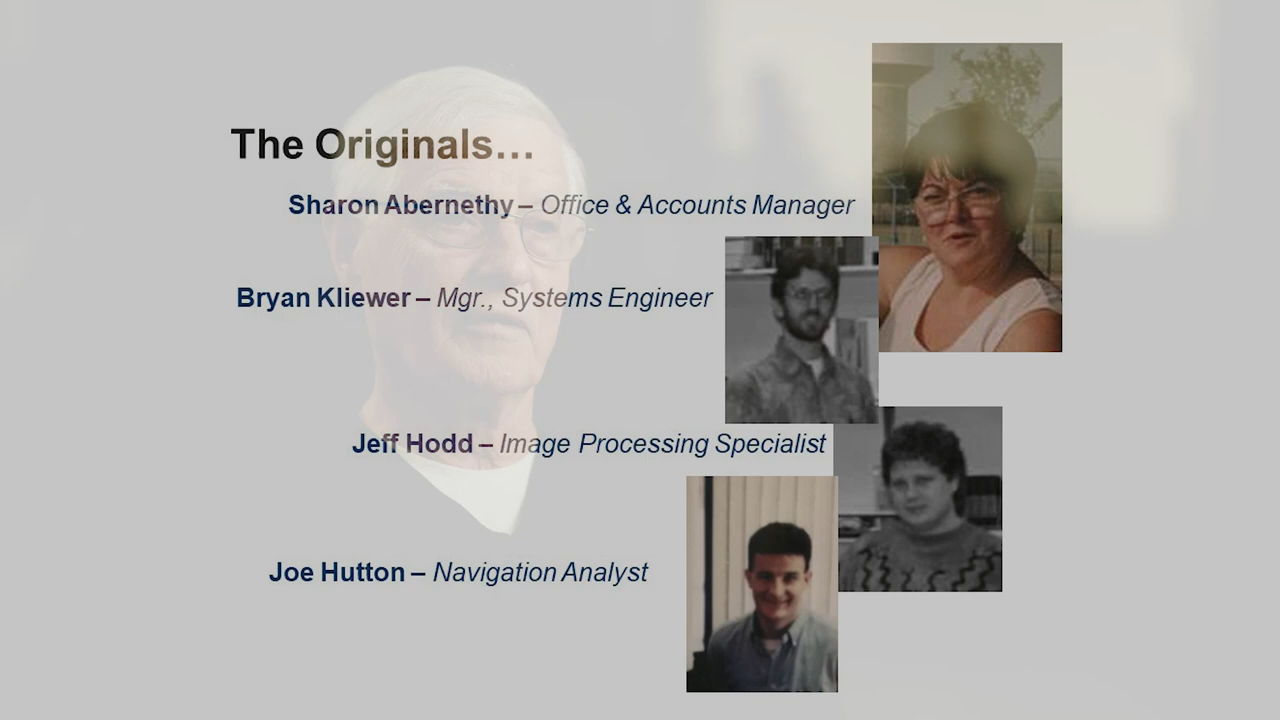 The Originals…
Sharon Abernethy – Office & Accounts Manager
Bryan Kliewer – Mgr., Systems Engineer
Jeff Hodd – Image Processing Specialist
Joe Hutton – Navigation Analyst